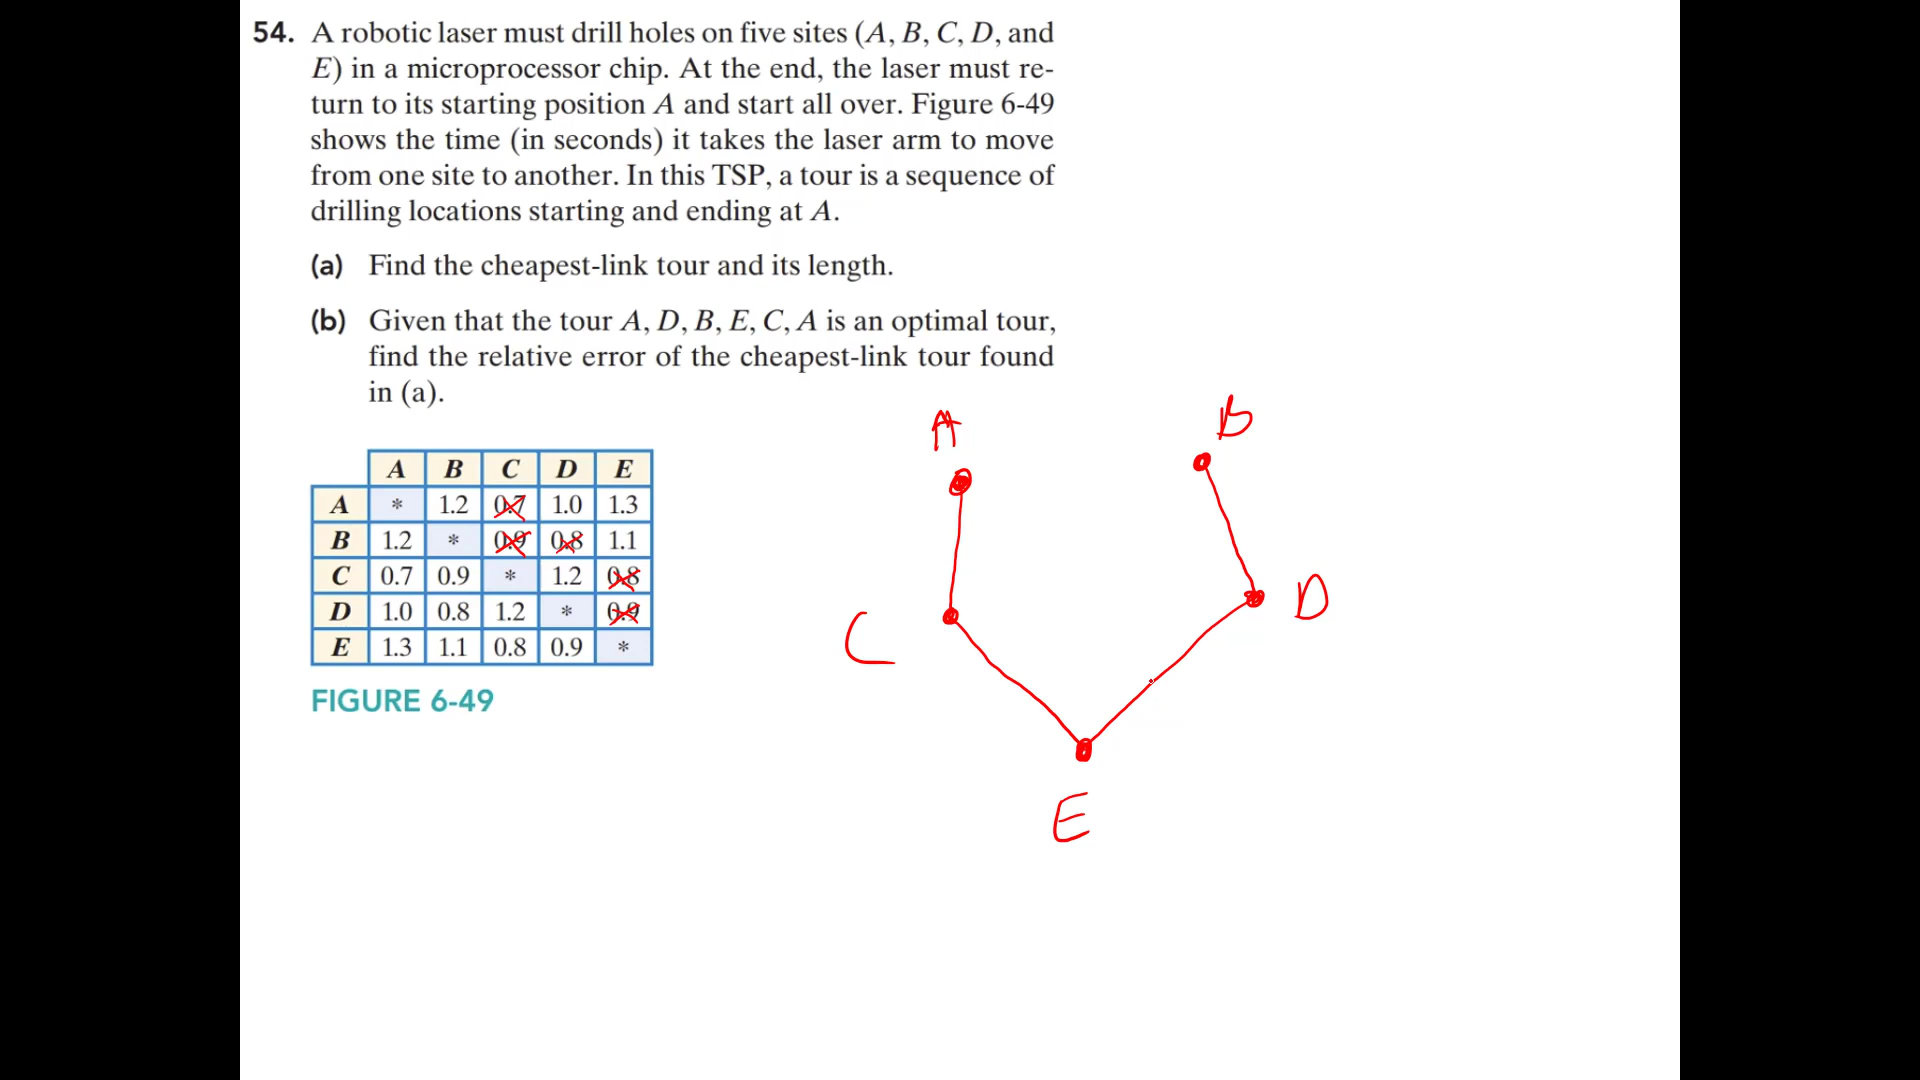 54. A robotic laser must drill holes on five sites (A, B, C, D, and
E) in a microprocessor chip. At the end, the laser must re-
turn to its starting position A and start all over. Figure 6-49
shows the time (in seconds) it takes the laser arm to move
from one site to another. In this TSP, a tour is a sequence of
drilling locations starting and ending at A.
(a) Find the cheapest-link tour and its length.
(b) Given that the tour A, D, B, E, C, A is an optimal tour,
find the relative error of the cheapest-link tour found
in (a).
A B C D E
A * 1.2 0.7 1.0 1.3
B 1.2 * 0.9 0.8 1.1
C 0.7 0.9 * 1.2 0.8
D 1.0 0.8 1.2 * 0.9
E 1.3 1.1 0.8 0.9 *
FIGURE 6-49
A
B
C
D
E